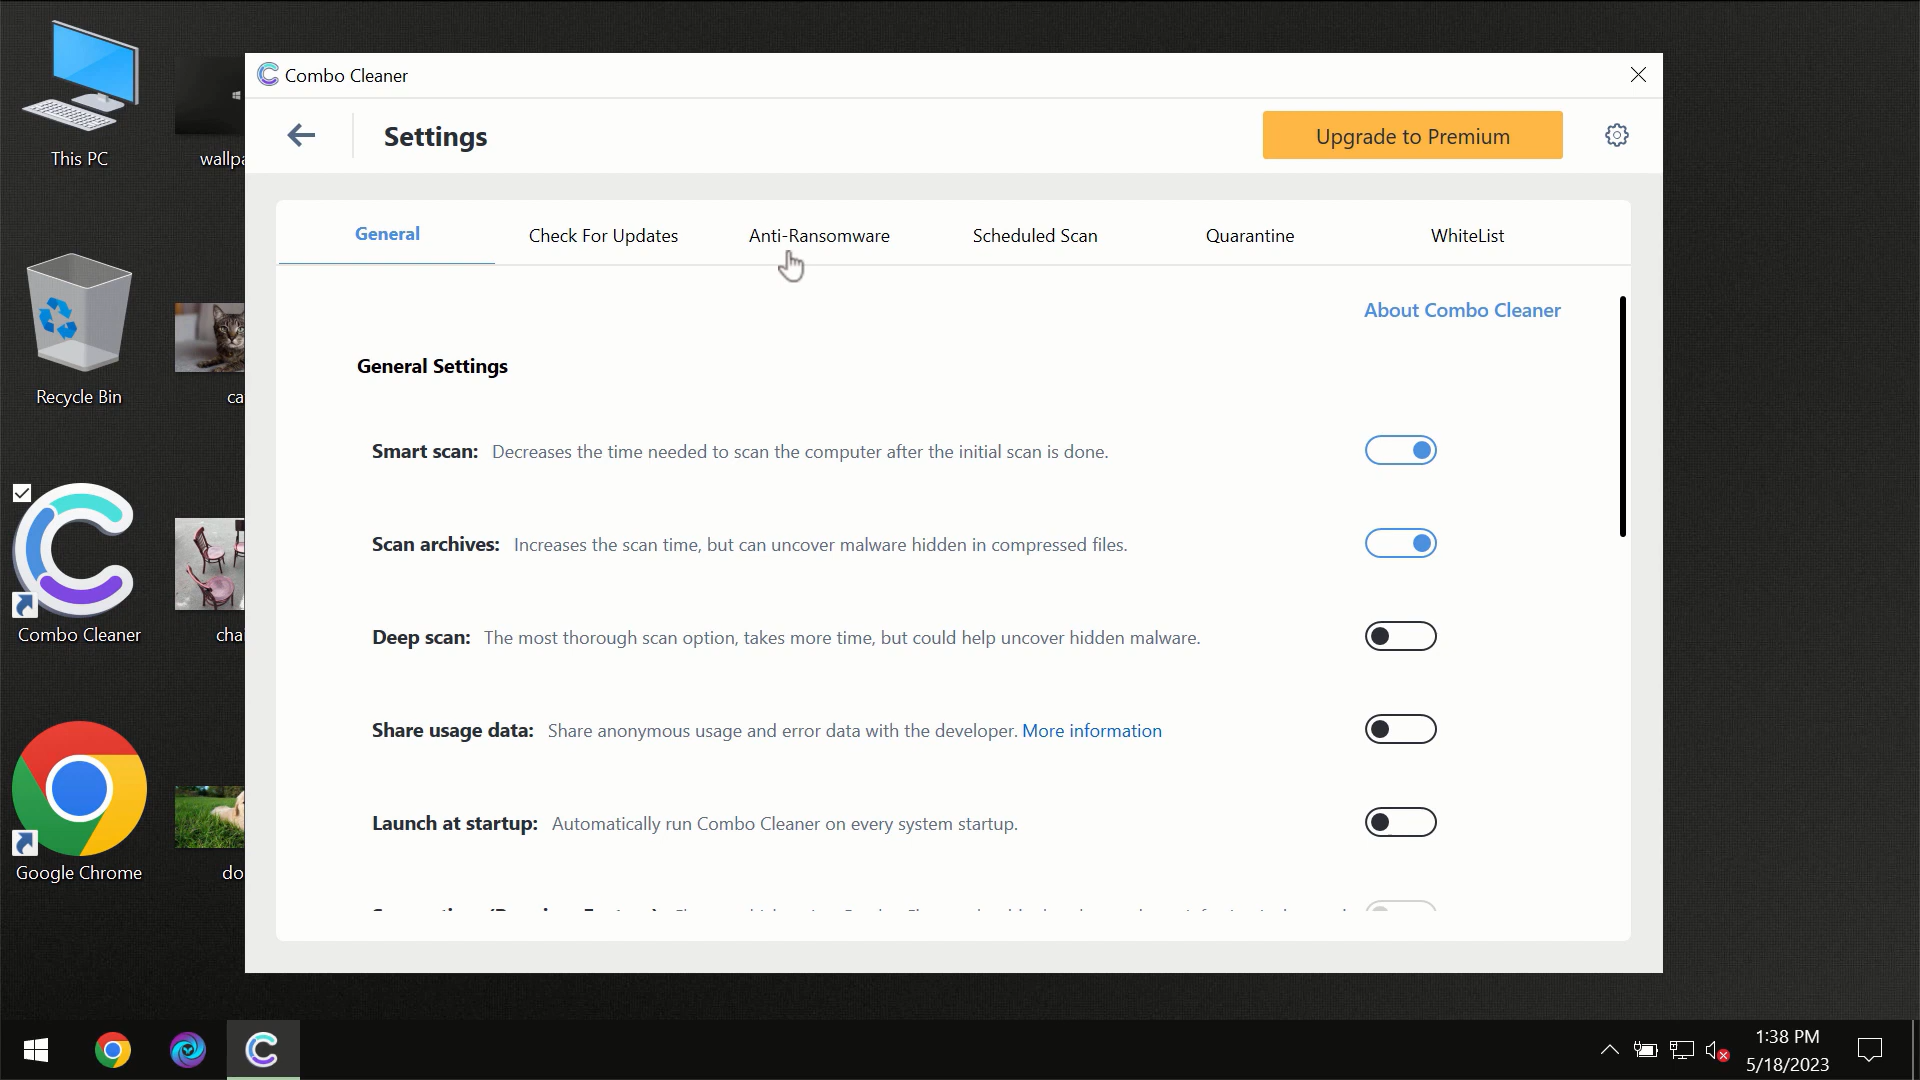 Combo Cleaner
Settings
Upgrade to Premium
General
Check For Updates
Anti-Ransomware
Scheduled Scan
Quarantine
WhiteList
About Combo Cleaner
General Settings
Smart scan: Decreases the time needed to scan the computer after the initial scan is done.
Scan archives: Increases the scan time, but can uncover malware hidden in compressed files.
Deep scan: The most thorough scan option, takes more time, but could help uncover hidden malware.
Share usage data: Share anonymous usage and error data with the developer. More information
Launch at startup: Automatically run Combo Cleaner on every system startup.
This PC
wallpa
Recycle Bin
ca
Combo Cleaner
chai
Google Chrome
do
1:38 PM
5/18/2023